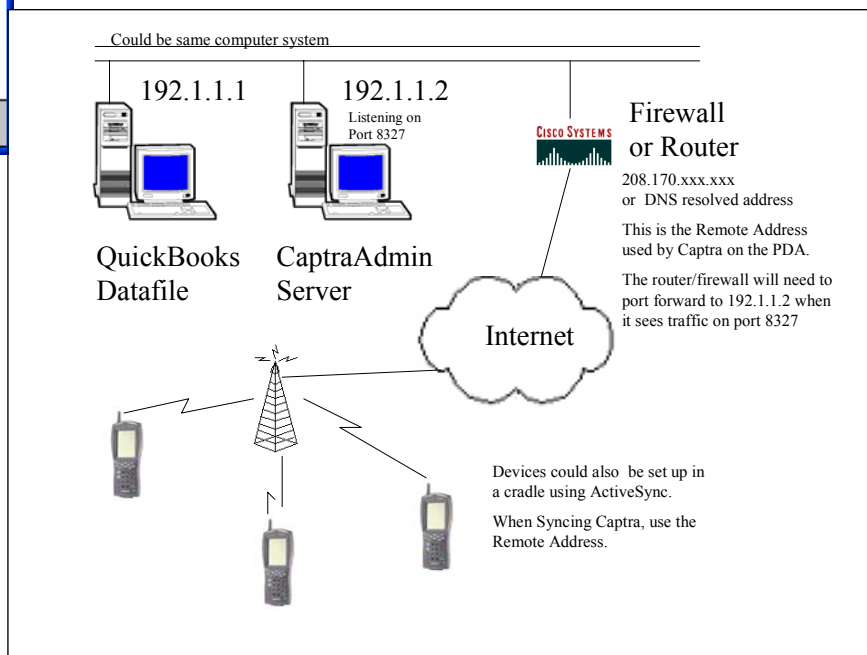 Could be same computer system
192.1.1.1
192.1.1.2
Listening on
Port 8327
CISCO SYSTEMS
Firewall
or Router
208.170.xxx.xxx
or DNS resolved address
This is the Remote Address
used by Captra on the PDA.
The router/firewall will need to
port forward to 192.1.1.2 when
it sees traffic on port 8327
QuickBooks
Datafile
CaptraAdmin
Server
Internet
Devices could also be set up in
a cradle using ActiveSync.
When Syncing Captra, use the
Remote Address.